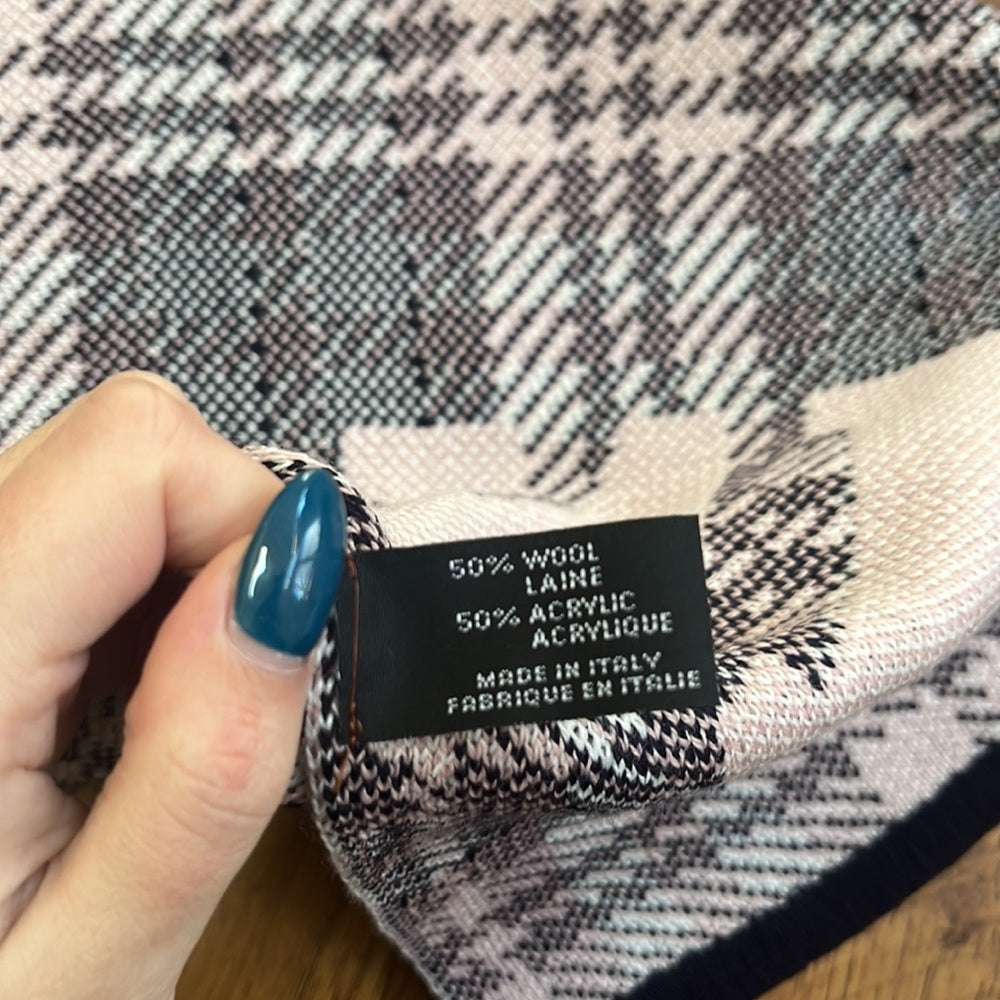 50% WOOL
LAINE
50% ACRYLIC
ACRYLIQUE
MADE IN ITALY
FABRIQUE EN ITALIE